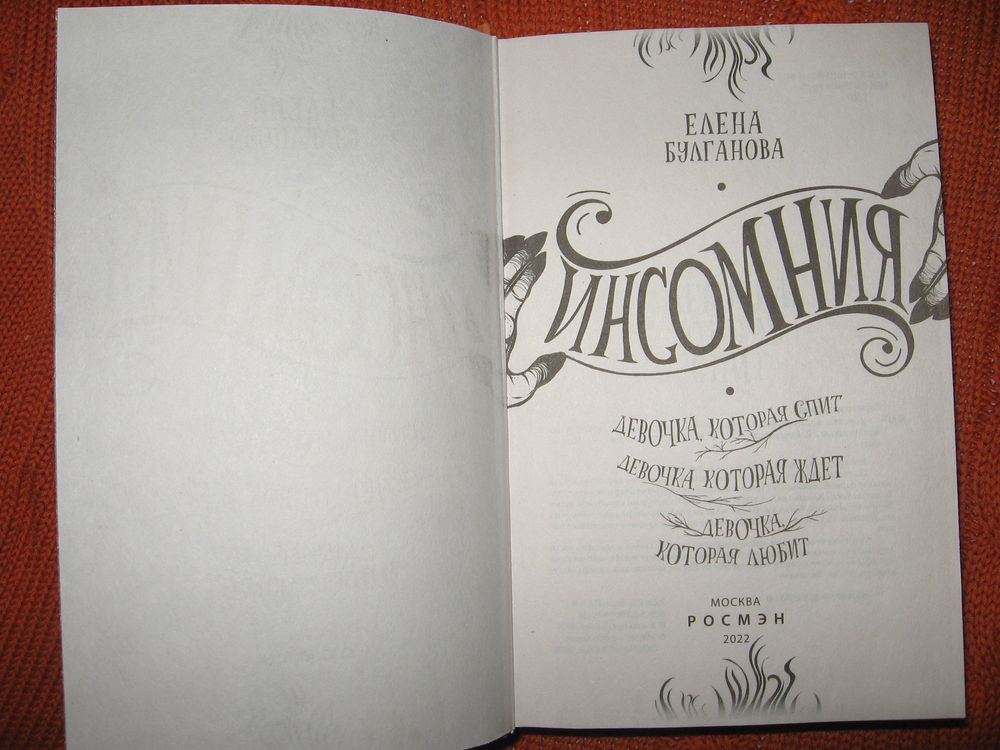 ЕЛЕНА
БУЛГАНОВА
ИНСОМНИЯ
ДЕВОЧКА, КОТОРАЯ СПИТ
ДЕВОЧКА, КОТОРАЯ ЖДЕТ
ДЕВОЧКА,
КОТОРАЯ ЛЮБИТ
МОСКВА
РОСМЭН
2022